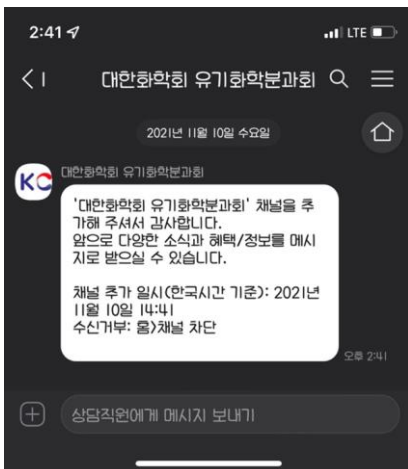 2:41
LTE
대한화학회 유기화학분과회
2021년 11월 10일 수요일
KC
대한화학회 유기화학분과회
'대한화학회 유기화학분과회' 채널을 추
가해 주셔서 감사합니다.
앞으로 다양한 소식과 혜택/정보를 메시
지로 받으실 수 있습니다.
채널 추가 일시(한국시간 기준): 2021년
11월 10일 14:41
수신거부: 홈>채널 차단
오후 2:41
상담직원에게 메시지 보내기